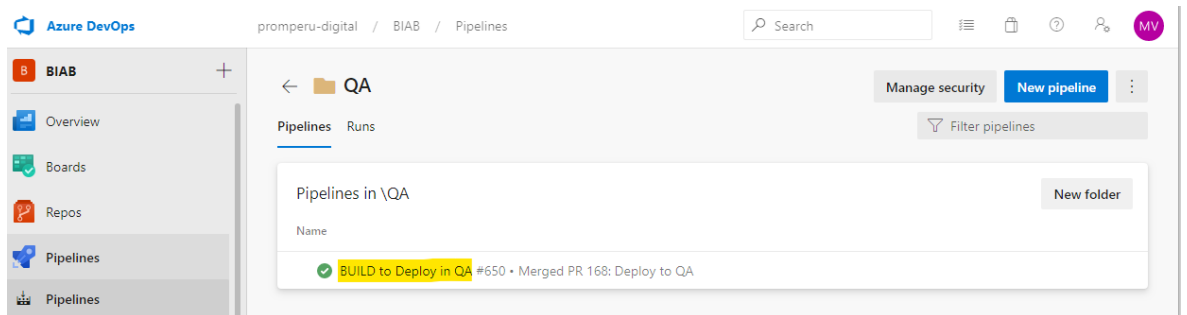 Azure DevOps
promperu-digital / BIAB / Pipelines
Search
MV
B BIAB
QA
Manage security
New pipeline
Overview
Pipelines Runs
Filter pipelines
Boards
Pipelines in \QA
New folder
Repos
Name
Pipelines
BUILD to Deploy in QA #650 • Merged PR 168: Deploy to QA
Pipelines